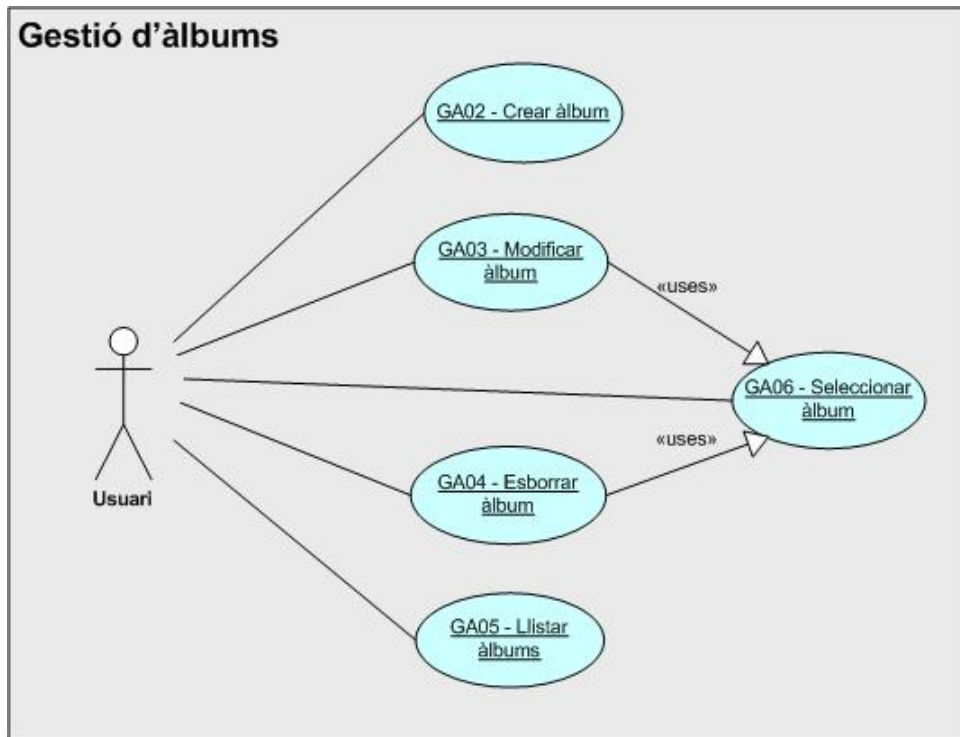 Gestió d'àlbums
GA02 - Crear àlbum
GA03 - Modificar
àlbum
«uses»
GA06 - Seleccionar
àlbum
«uses»
GA04 - Esborrar
àlbum
Usuari
GA05 - Llistar
àlbums